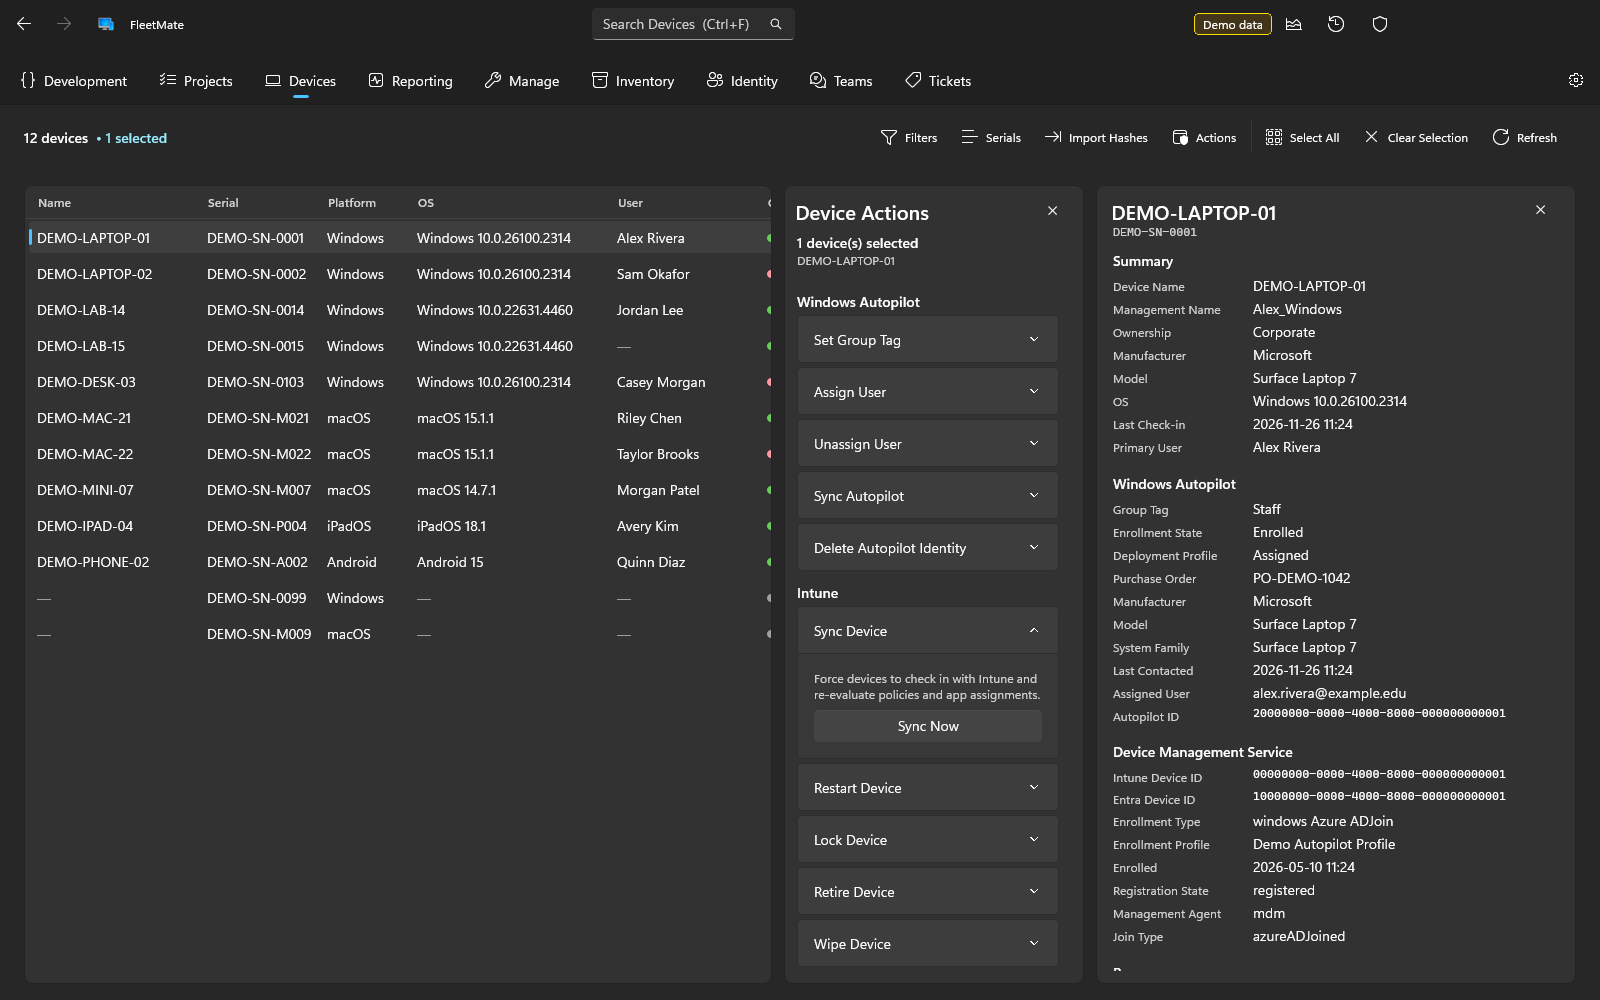 FleetMate
Search Devices (Ctrl+F)
Demo data
Development
Projects
Devices
Reporting
Manage
Inventory
Identity
Teams
Tickets
12 devices • 1 selected
Filters
Serials
Import Hashes
Actions
Select All
Clear Selection
Refresh
Name Serial Platform OS User
DEMO-LAPTOP-01 DEMO-SN-0001 Windows Windows 10.0.26100.2314 Alex Rivera
DEMO-LAPTOP-02 DEMO-SN-0002 Windows Windows 10.0.26100.2314 Sam Okafor
DEMO-LAB-14 DEMO-SN-0014 Windows Windows 10.0.22631.4460 Jordan Lee
DEMO-LAB-15 DEMO-SN-0015 Windows Windows 10.0.22631.4460 —
DEMO-DESK-03 DEMO-SN-0103 Windows Windows 10.0.26100.2314 Casey Morgan
DEMO-MAC-21 DEMO-SN-M021 macOS macOS 15.1.1 Riley Chen
DEMO-MAC-22 DEMO-SN-M022 macOS macOS 15.1.1 Taylor Brooks
DEMO-MINI-07 DEMO-SN-M007 macOS macOS 14.7.1 Morgan Patel
DEMO-IPAD-04 DEMO-SN-P004 iPadOS iPadOS 18.1 Avery Kim
DEMO-PHONE-02 DEMO-SN-A002 Android Android 15 Quinn Diaz
— DEMO-SN-0099 Windows — —
— DEMO-SN-M009 macOS — —
Device Actions
1 device(s) selected
DEMO-LAPTOP-01
Windows Autopilot
Set Group Tag
Assign User
Unassign User
Sync Autopilot
Delete Autopilot Identity
Intune
Sync Device
Force devices to check in with Intune and
re-evaluate policies and app assignments.
Sync Now
Restart Device
Lock Device
Retire Device
Wipe Device
DEMO-LAPTOP-01
DEMO-SN-0001
Summary
Device Name DEMO-LAPTOP-01
Management Name Alex_Windows
Ownership Corporate
Manufacturer Microsoft
Model Surface Laptop 7
OS Windows 10.0.26100.2314
Last Check-in 2026-11-26 11:24
Primary User Alex Rivera
Windows Autopilot
Group Tag Staff
Enrollment State Enrolled
Deployment Profile Assigned
Purchase Order PO-DEMO-1042
Manufacturer Microsoft
Model Surface Laptop 7
System Family Surface Laptop 7
Last Contacted 2026-11-26 11:24
Assigned User alex.rivera@example.edu
Autopilot ID 20000000-0000-4000-8000-000000000001
Device Management Service
Intune Device ID 00000000-0000-4000-8000-000000000001
Entra Device ID 10000000-0000-4000-8000-000000000001
Enrollment Type windows Azure ADJoin
Enrollment Profile Demo Autopilot Profile
Enrolled 2026-05-10 11:24
Registration State registered
Management Agent mdm
Join Type azureADJoined